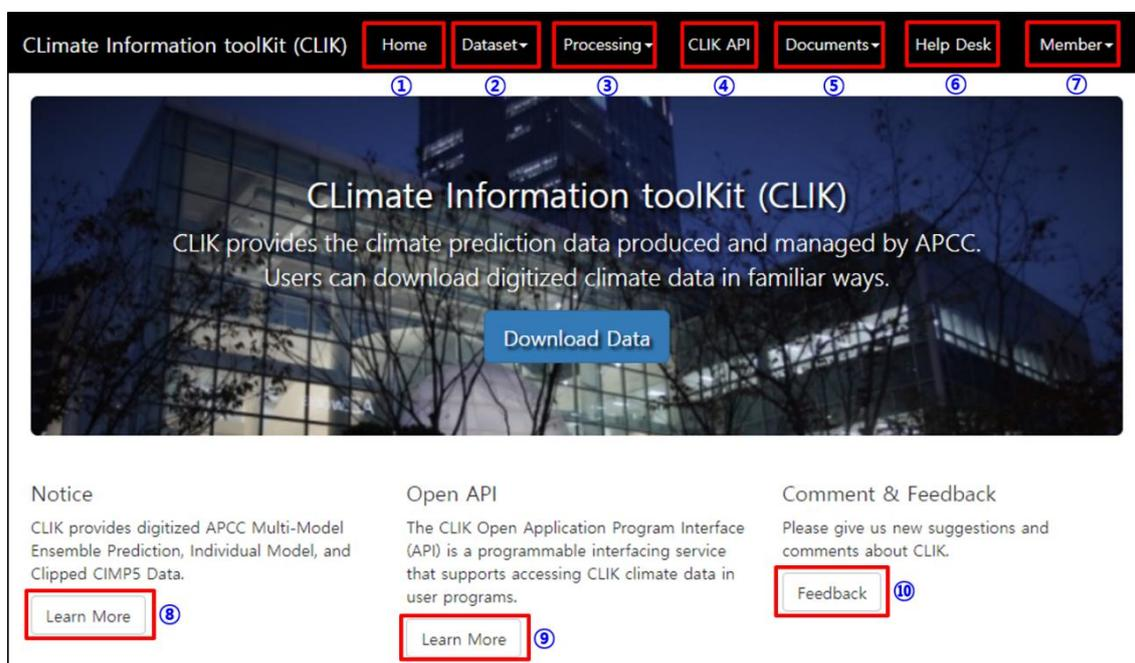 CLimate Information toolKit (CLIK) Home Dataset Processing CLIK API Documents Help Desk Member
① ② ③ ④ ⑤ ⑥ ⑦
CLimate Information toolKit (CLIK)
CLIK provides the climate prediction data produced and managed by APCC.
Users can download digitized climate data in familiar ways.
Download Data
Notice
CLIK provides digitized APCC Multi-Model
Ensemble Prediction, Individual Model, and
Clipped CIMP5 Data.
Learn More ⑧
Open API
The CLIK Open Application Program Interface
(API) is a programmable interfacing service
that supports accessing CLIK climate data in
user programs.
Learn More ⑨
Comment & Feedback
Please give us new suggestions and
comments about CLIK.
Feedback ⑩